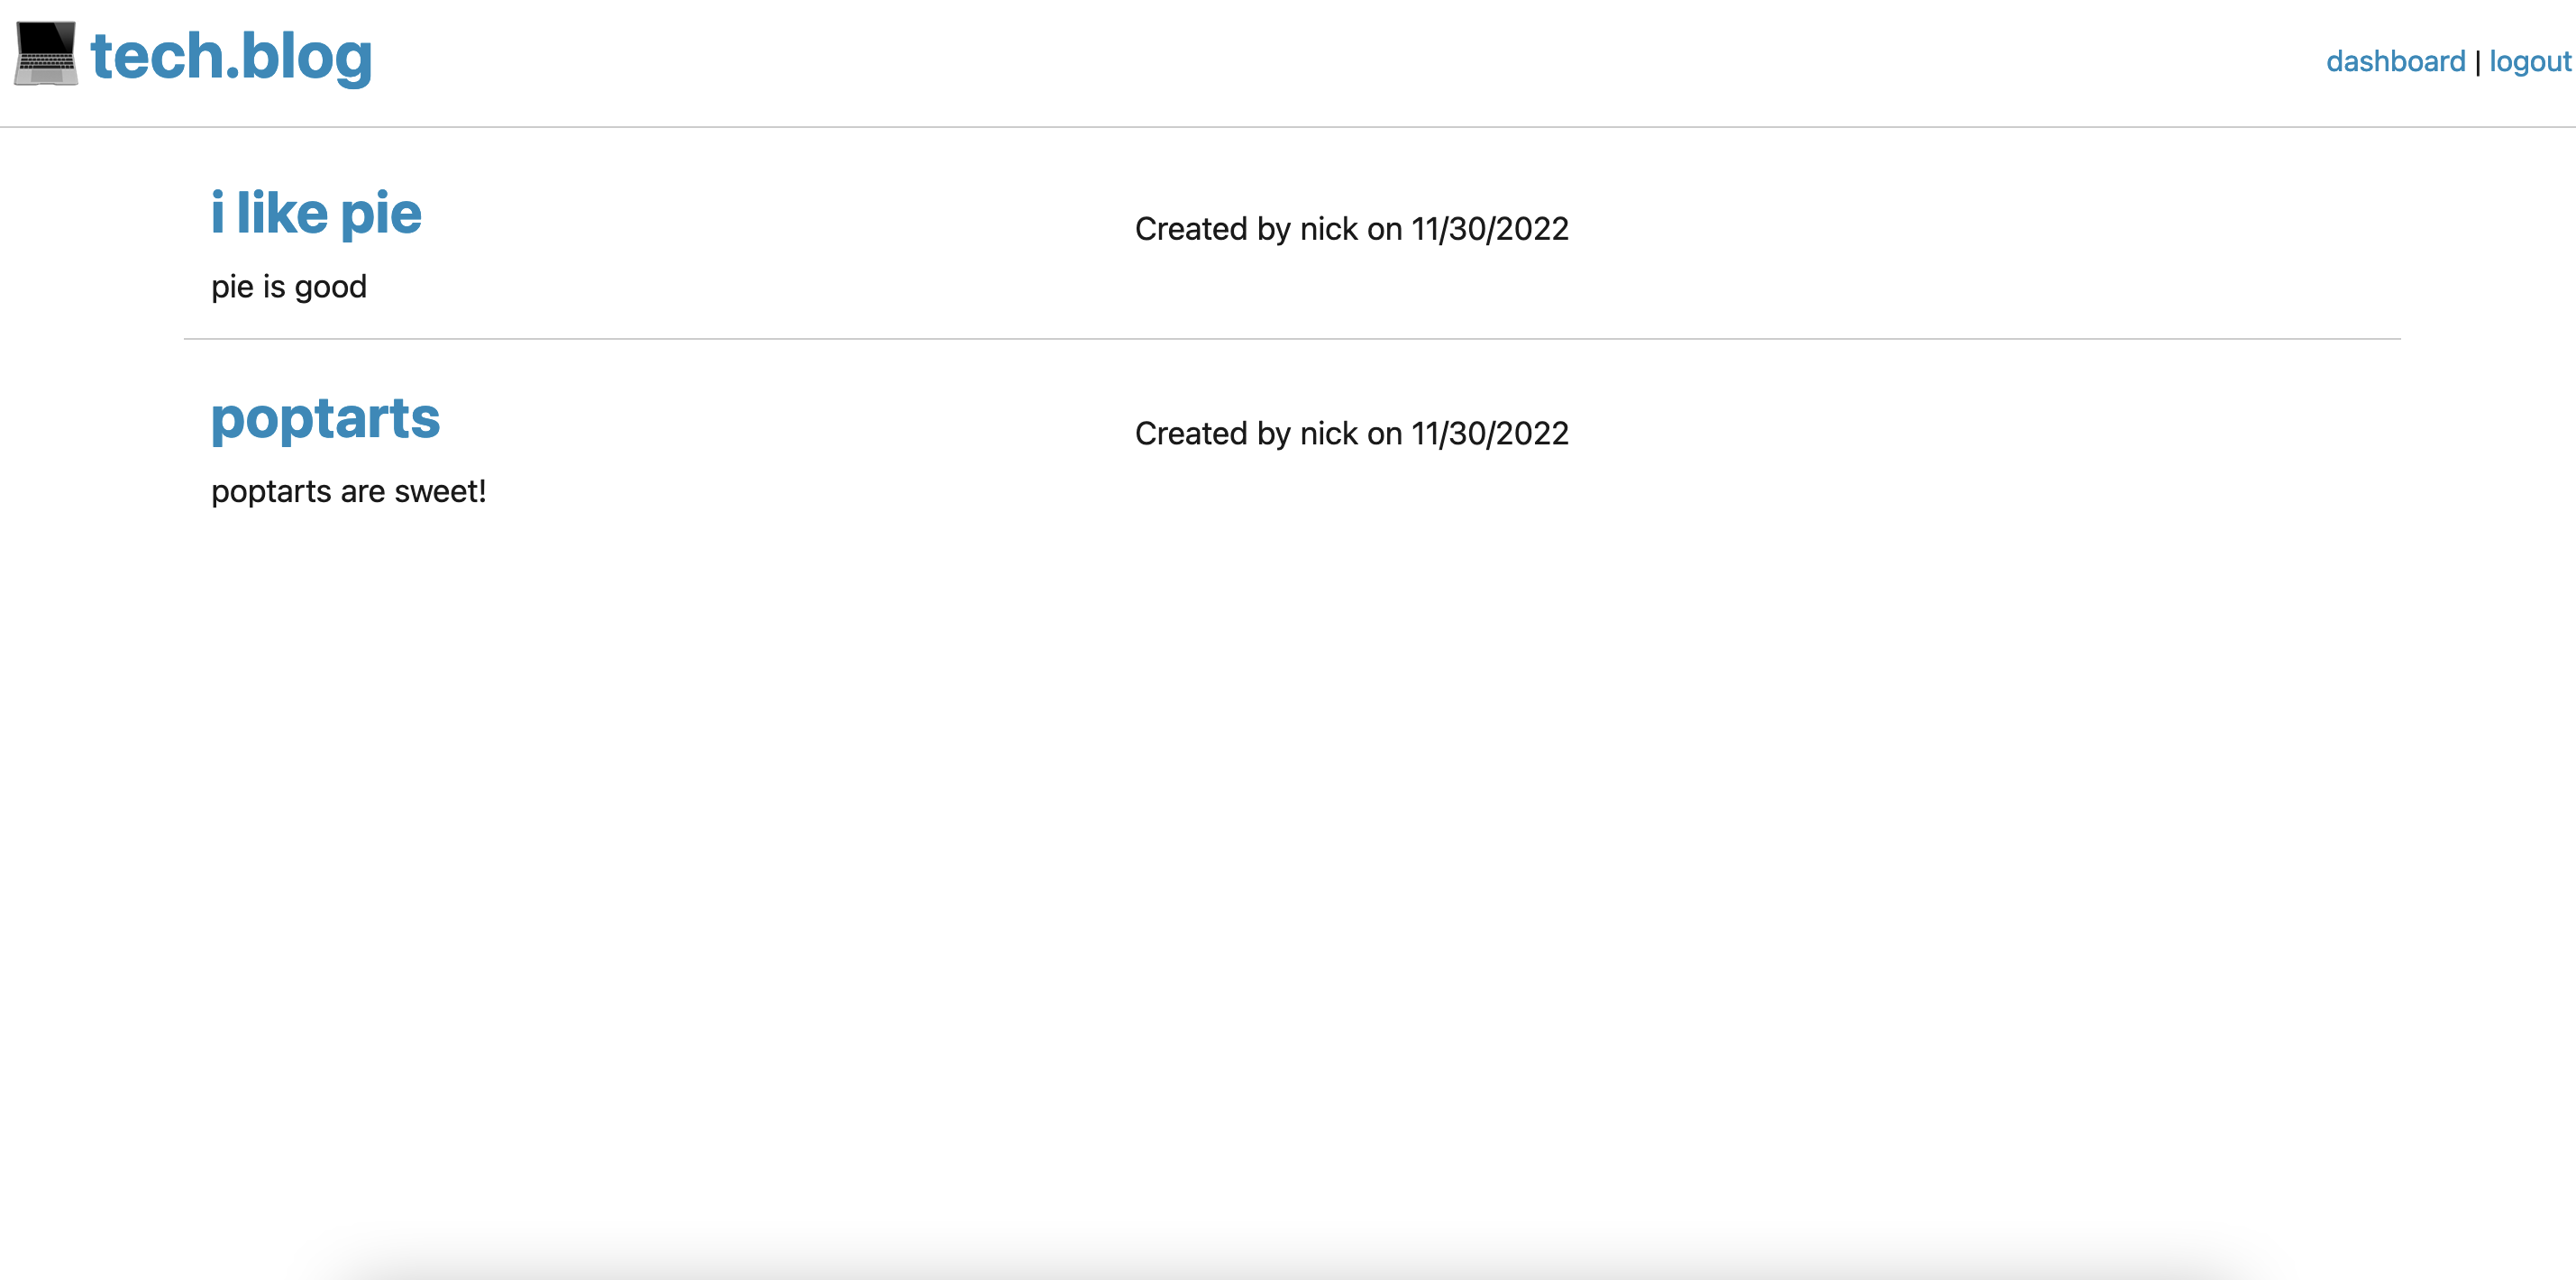 tech.blog
dashboard | logout
i like pie
Created by nick on 11/30/2022
pie is good
poptarts
Created by nick on 11/30/2022
poptarts are sweet!